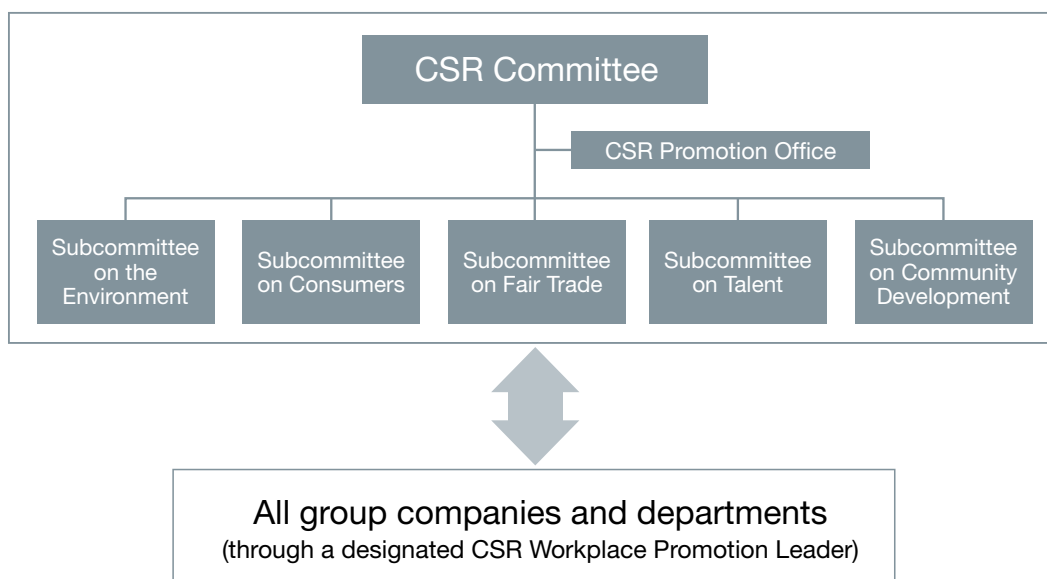 CSR Committee
CSR Promotion Office
Subcommittee
on the
Environment
Subcommittee
on Consumers
Subcommittee
on Fair Trade
Subcommittee
on Talent
Subcommittee
on Community
Development
All group companies and departments
(through a designated CSR Workplace Promotion Leader)